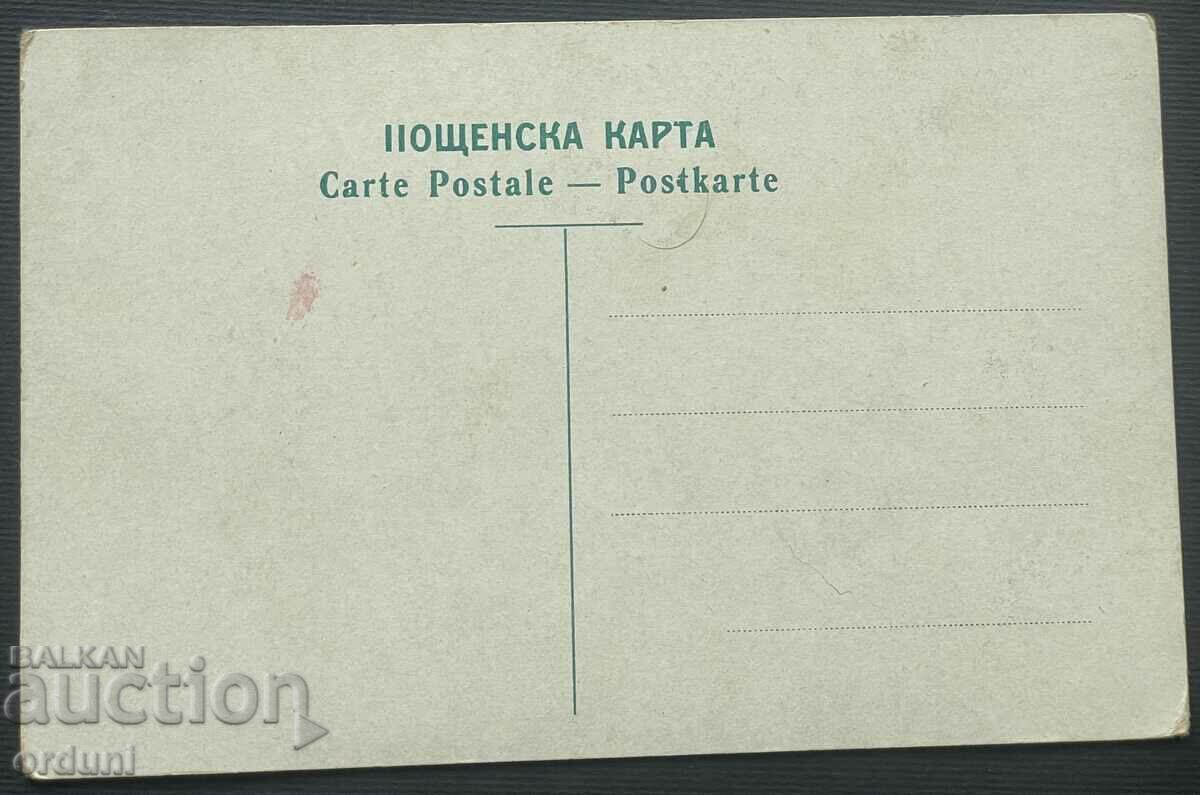 ПОЩЕНСКА КАРТА
Carte Postale — Postkarte
BALKAN
auction
orduni